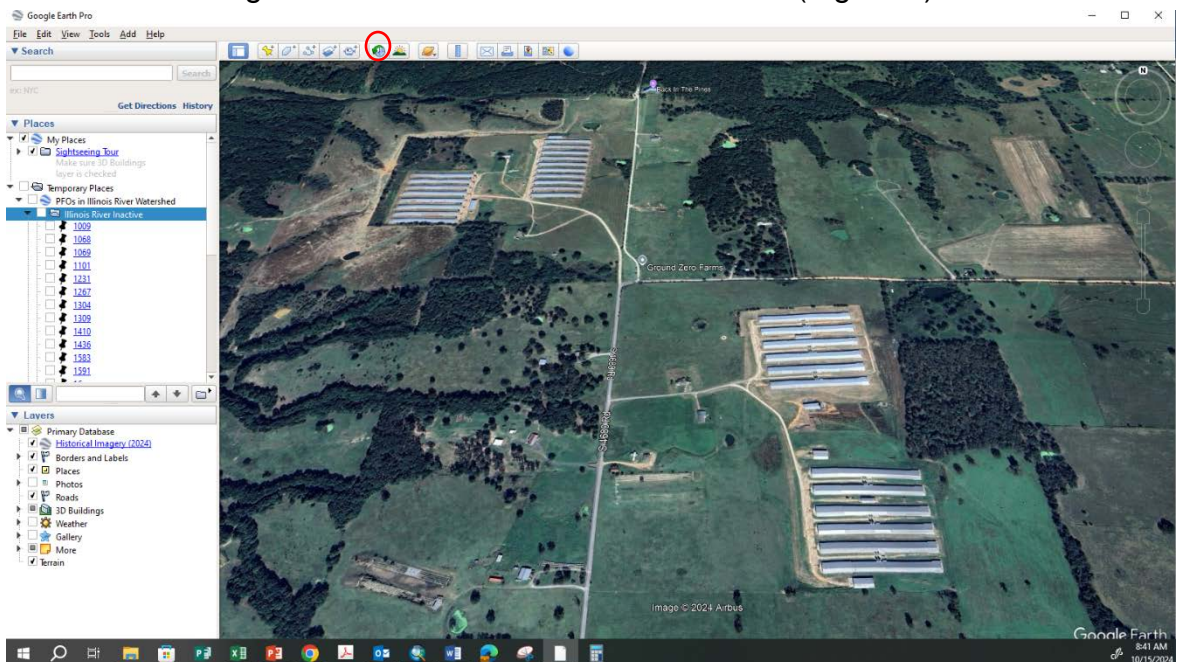 Google Earth Pro
File Edit View Tools Add Help
Search
Search
ex: NYC
Get Directions History
Places
My Places
Sightseeing Tour
Make sure 3D Buildings
layer is checked
Temporary Places
PFOs in Illinois River Watershed
Illinois River Inactive
1009
1068
1069
1101
1231
1267
1304
1309
1410
1436
1583
1591
Layers
Primary Database
Historical Imagery (2024)
Borders and Labels
Places
Photos
Roads
3D Buildings
Weather
Gallery
More
Terrain
N
Back In The Pines
Ground Zero Farms
S 4689 Rd
S 4689 Rd
Image © 2024 Airbus
Google Earth
8:41 AM
10/15/2024